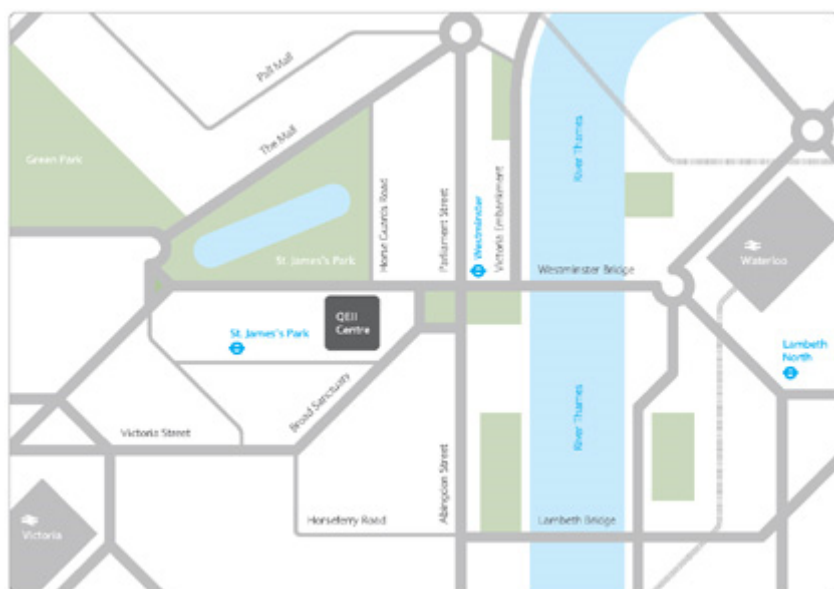 Pall Mall
The Mall
Green Park
St. James's Park
Horse Guards Road
Parliament Street
Westminster
Victoria Embankment
River Thames
Westminster Bridge
Waterloo
QEII
Centre
St. James's Park
Lambeth
North
Broad Sanctuary
Victoria Street
River Thames
Abingdon Street
Horseferry Road
Lambeth Bridge
Victoria